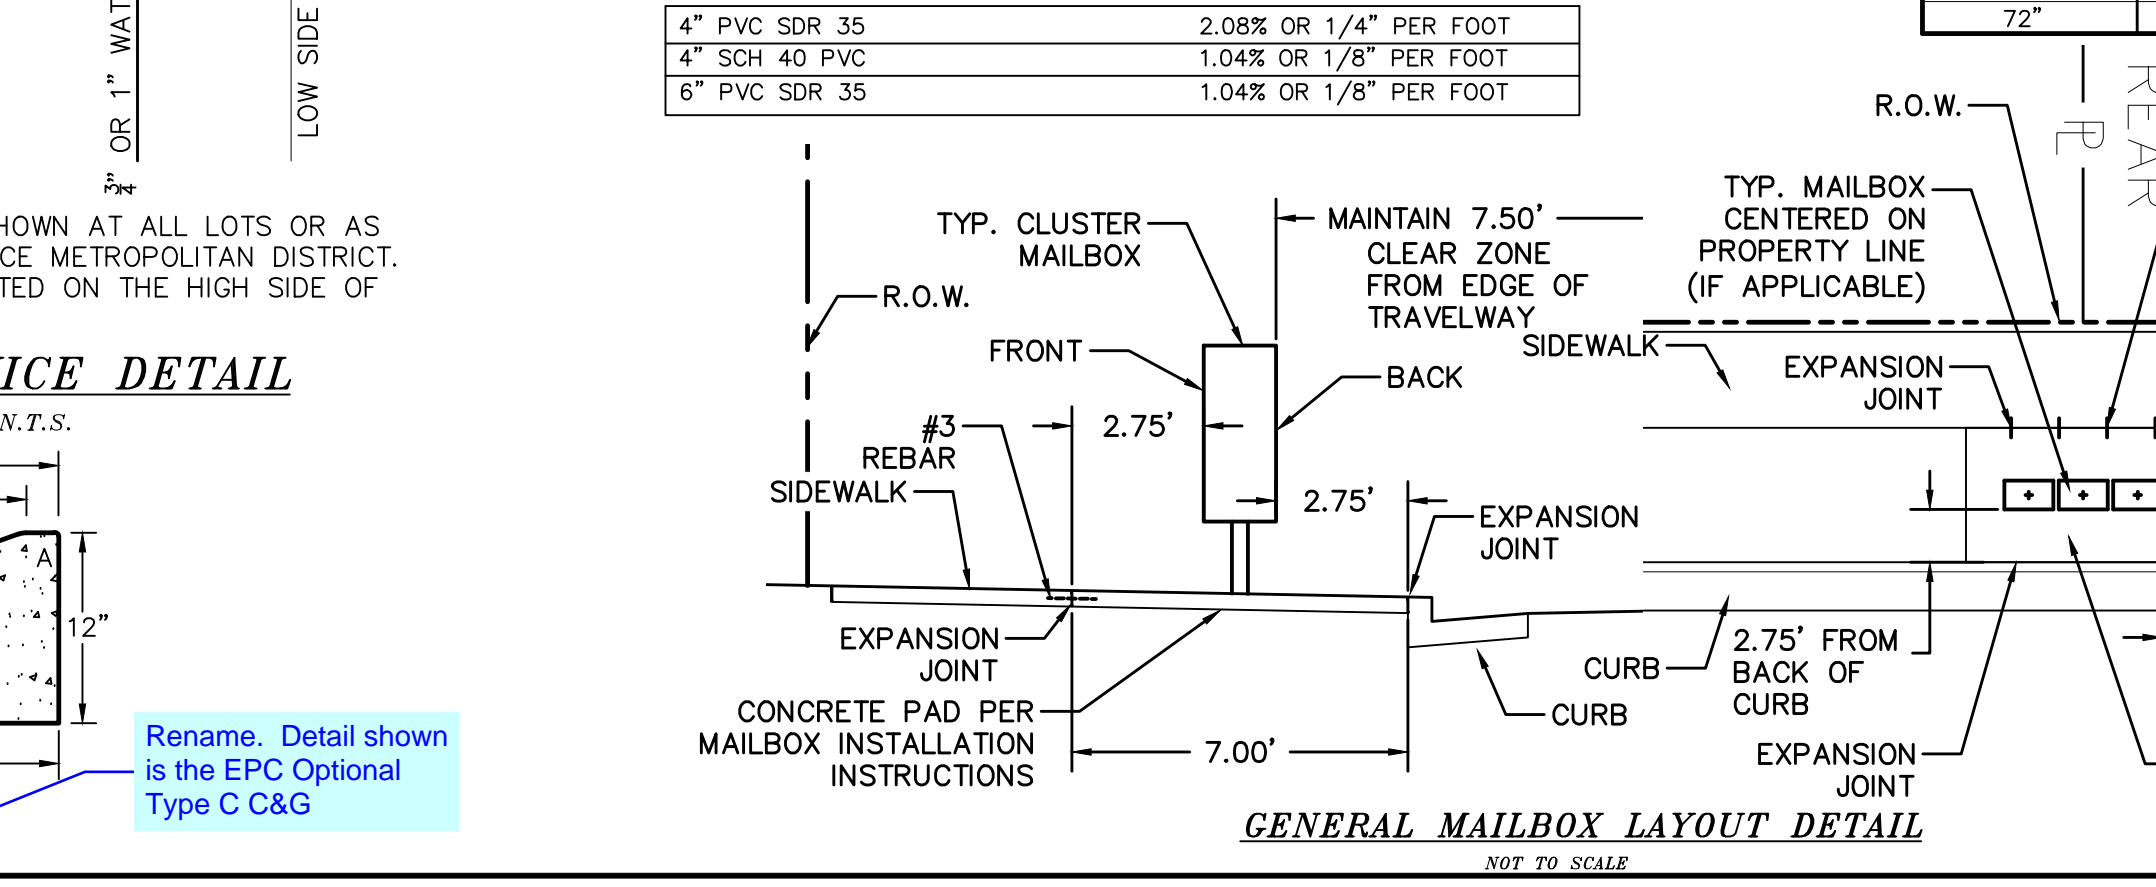 3/4" OR 1" WAT
LOW SIDE
HOWN AT ALL LOTS OR AS
CE METROPOLITAN DISTRICT.
TED ON THE HIGH SIDE OF
ICE DETAIL
N.T.S.
A
12"
Rename. Detail shown
is the EPC Optional
Type C C&G
4" PVC SDR 35 2.08% OR 1/4" PER FOOT
4" SCH 40 PVC 1.04% OR 1/8" PER FOOT
6" PVC SDR 35 1.04% OR 1/8" PER FOOT
TYP. CLUSTER
MAILBOX
MAINTAIN 7.50'
CLEAR ZONE
FROM EDGE OF
TRAVELWAY
R.O.W.
FRONT
BACK
#3
REBAR
2.75'
SIDEWALK
2.75'
EXPANSION
JOINT
EXPANSION
JOINT
CONCRETE PAD PER
MAILBOX INSTALLATION
INSTRUCTIONS
7.00'
CURB
72"
R.O.W.
PL
REAR
TYP. MAILBOX
CENTERED ON
PROPERTY LINE
(IF APPLICABLE)
SIDEWALK
EXPANSION
JOINT
CURB
2.75' FROM
BACK OF
CURB
EXPANSION
JOINT
GENERAL MAILBOX LAYOUT DETAIL
NOT TO SCALE